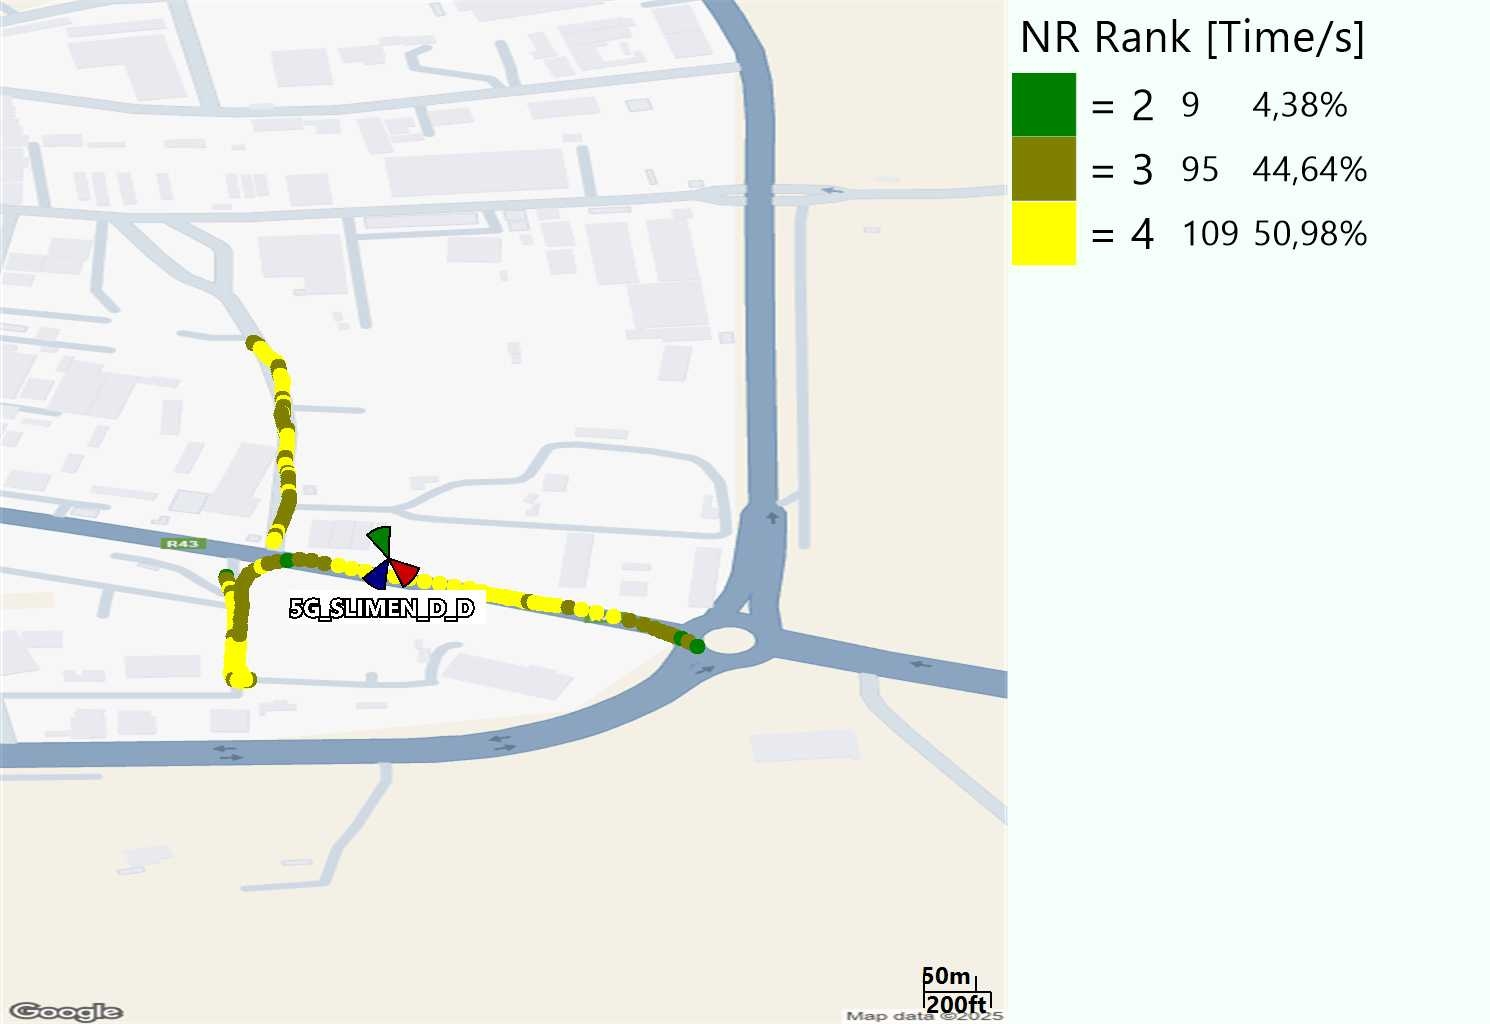 NR Rank [Time/s]
= 2 9 4,38%
= 3 95 44,64%
= 4 109 50,98%
R43
5G_SLIMEN_D_D
50m
200ft
Google
Map data ©2025